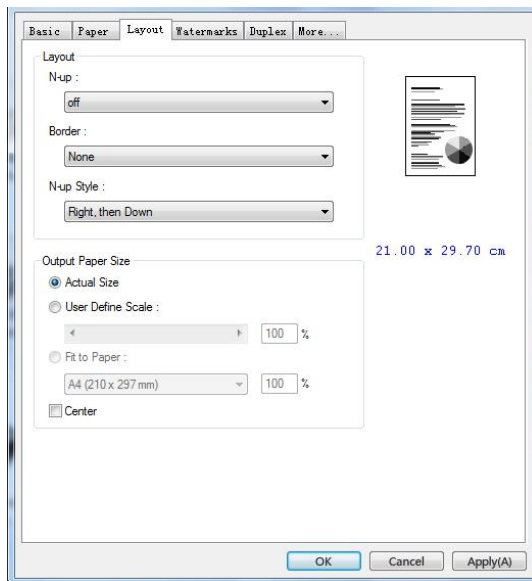 Basic Paper Layout Watermarks Duplex More...
Layout
N-up :
off
Border :
None
N-up Style :
Right, then Down
21.00 x 29.70 cm
Output Paper Size
Actual Size
User Define Scale :
100 %
Fit to Paper :
A4 (210 x 297 mm) 100 %
Center
OK Cancel Apply(A)